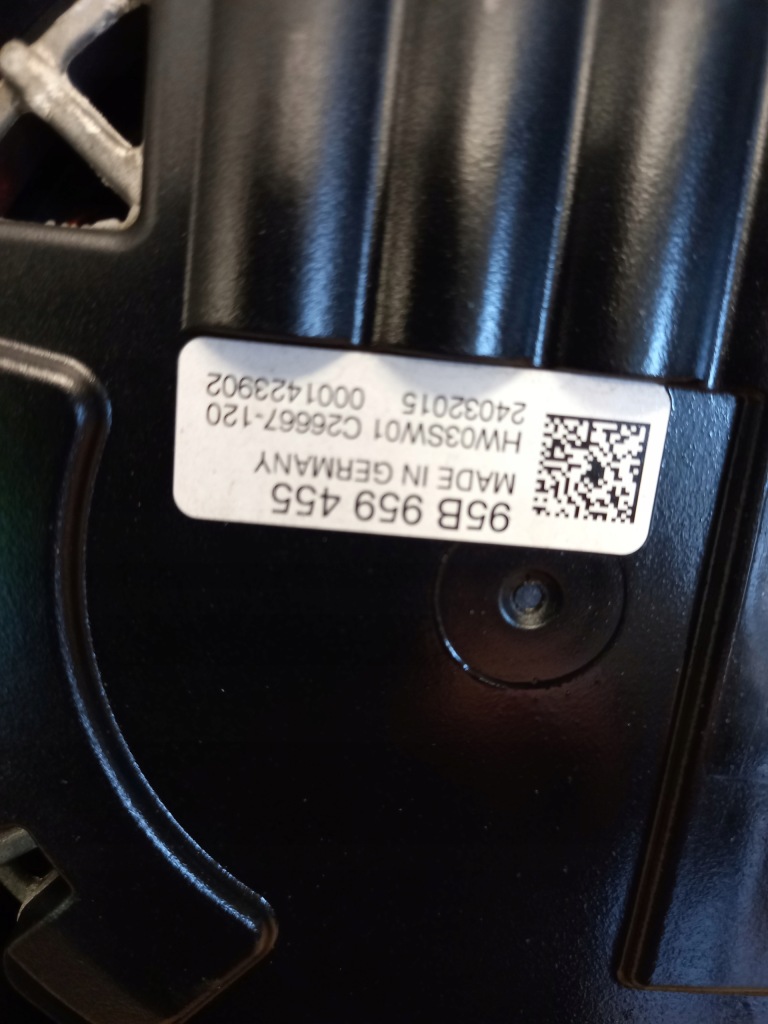 95B 959 455
MADE IN GERMANY
HW03SW01 C26667-120
24032015 0001423902